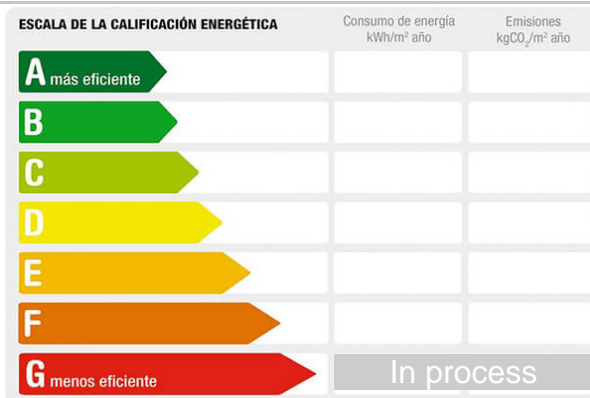 ESCALA DE LA CALIFICACIÓN ENERGÉTICA
Consumo de energía
kWh/m² año
Emisiones
kgCO₂/m² año
A más eficiente
B
C
D
E
F
G menos eficiente
In process